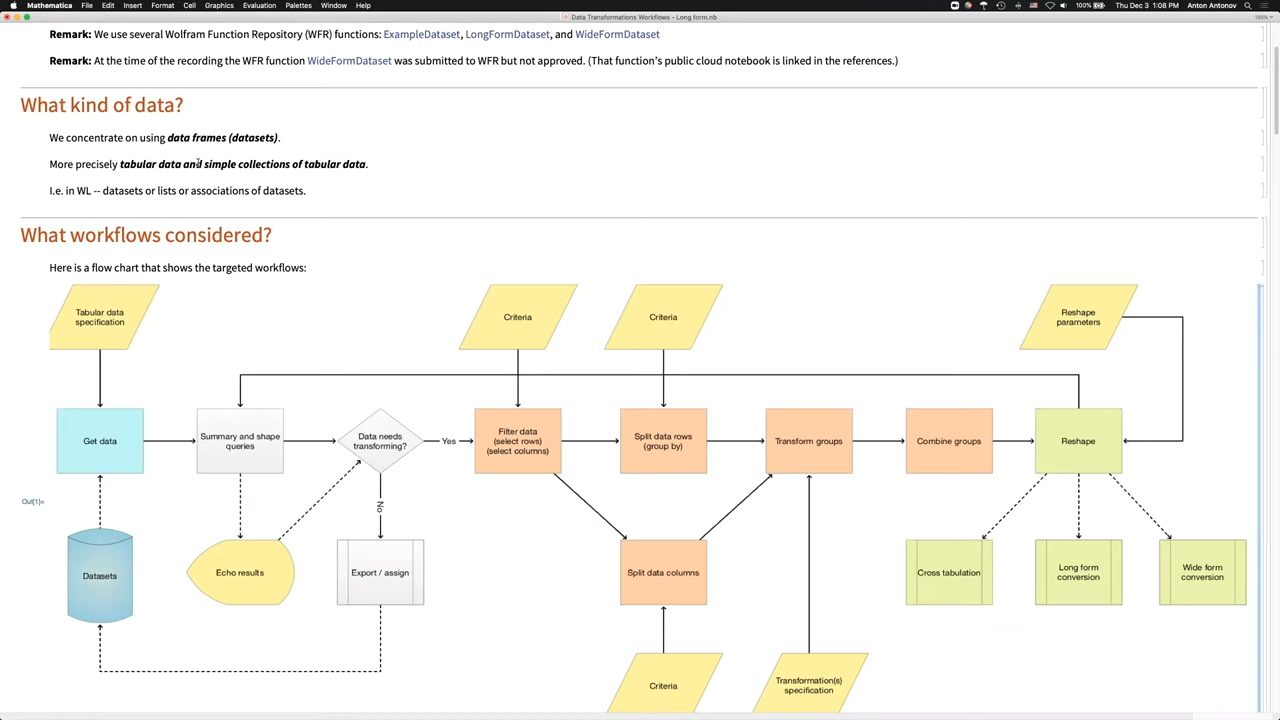 Mathematica File Edit Insert Format Cell Graphics Evaluation Palettes Window Help 100% Thu Dec 3 1:08 PM Anton Antonov
Data Transformations Workflows - Long form.nb
150%
Remark: We use several Wolfram Function Repository (WFR) functions: ExampleDataset, LongFormDataset, and WideFormDataset
Remark: At the time of the recording the WFR function WideFormDataset was submitted to WFR but not approved. (That function's public cloud notebook is linked in the references.)
What kind of data?
We concentrate on using data frames (datasets).
More precisely tabular data and simple collections of tabular data.
I.e. in WL -- datasets or lists or associations of datasets.
What workflows considered?
Here is a flow chart that shows the targeted workflows:
Tabular data
specification
Criteria
Criteria
Reshape
parameters
Get data
Summary and shape
queries
Data needs
transforming?
Yes
Filter data
(select rows)
(select columns)
Split data rows
(group by)
Transform groups
Combine groups
Reshape
No
Out[1]=
Datasets
Echo results
Export / assign
Split data columns
Cross tabulation
Long form
conversion
Wide form
conversion
Criteria
Transformation(s)
specification